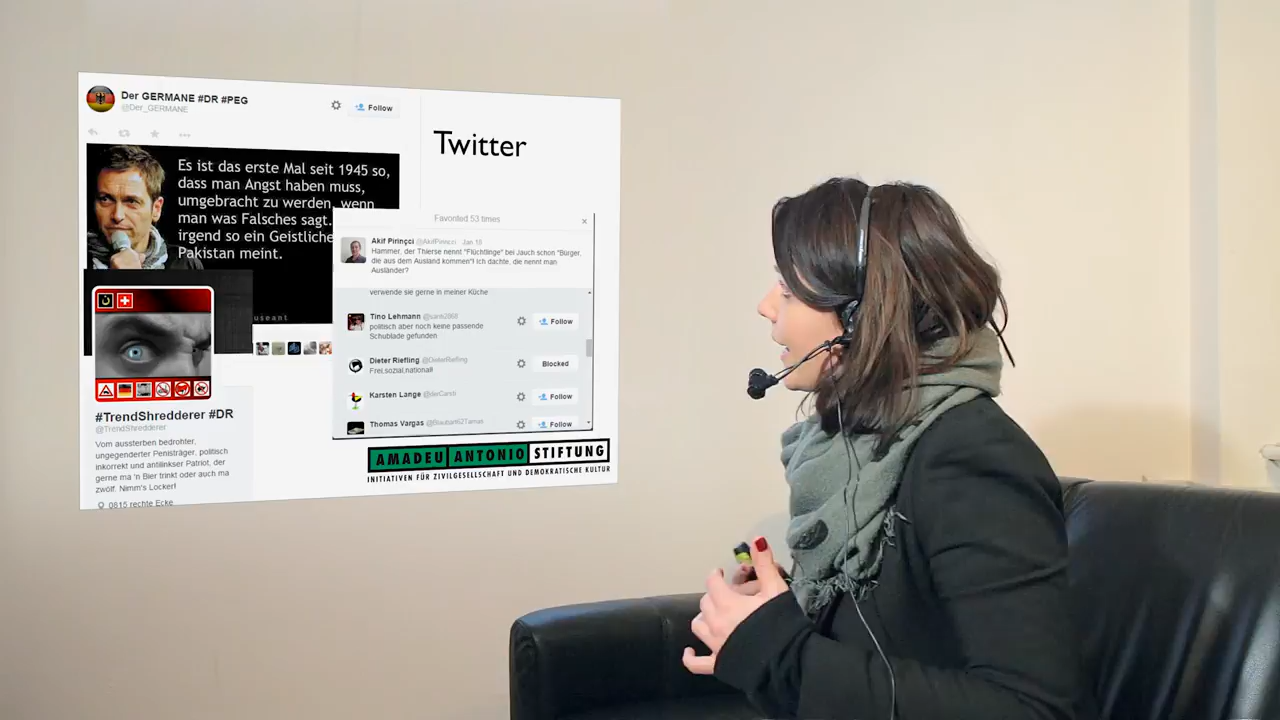 Der GERMANE #DR #PEG
@Der_GERMANE
Follow
Twitter
Es ist das erste Mal seit 1945 so,
dass man Angst haben muss,
umgebracht zu werden, wenn
man was Falsches sagt.
irgend so ein Geistliche
Pakistan meint.
Favorited 53 times
Akif Pirinçci @AkifPirincci Jan 18
Hammer, der Thierse nennt "Flüchtlinge" bei Jauch schon "Bürger,
die aus dem Ausland kommen"! Ich dachte, die nennt man
Ausländer?
verwende sie gerne in meiner Küche
Tino Lehmann
politisch aber noch keine passende
Schublade gefunden
Follow
Dieter Riefling @DieterRiefling
Frei,sozial,national!
Blocked
Karsten Lange
Follow
Thomas Vargas
Follow
#TrendShredderer #DR
@TrendShredderer
Vom aussterben bedrohter,
ungegenderter Penisträger, politisch
inkorrekt und antilinkser Patriot, der
gerne ma 'n Bier trinkt oder auch ma
zwölf. Nimm's Locker!
0815 rechte Ecke
AMADEU ANTONIO STIFTUNG
INITIATIVEN FÜR ZIVILGESELLSCHAFT UND DEMOKRATISCHE KULTUR